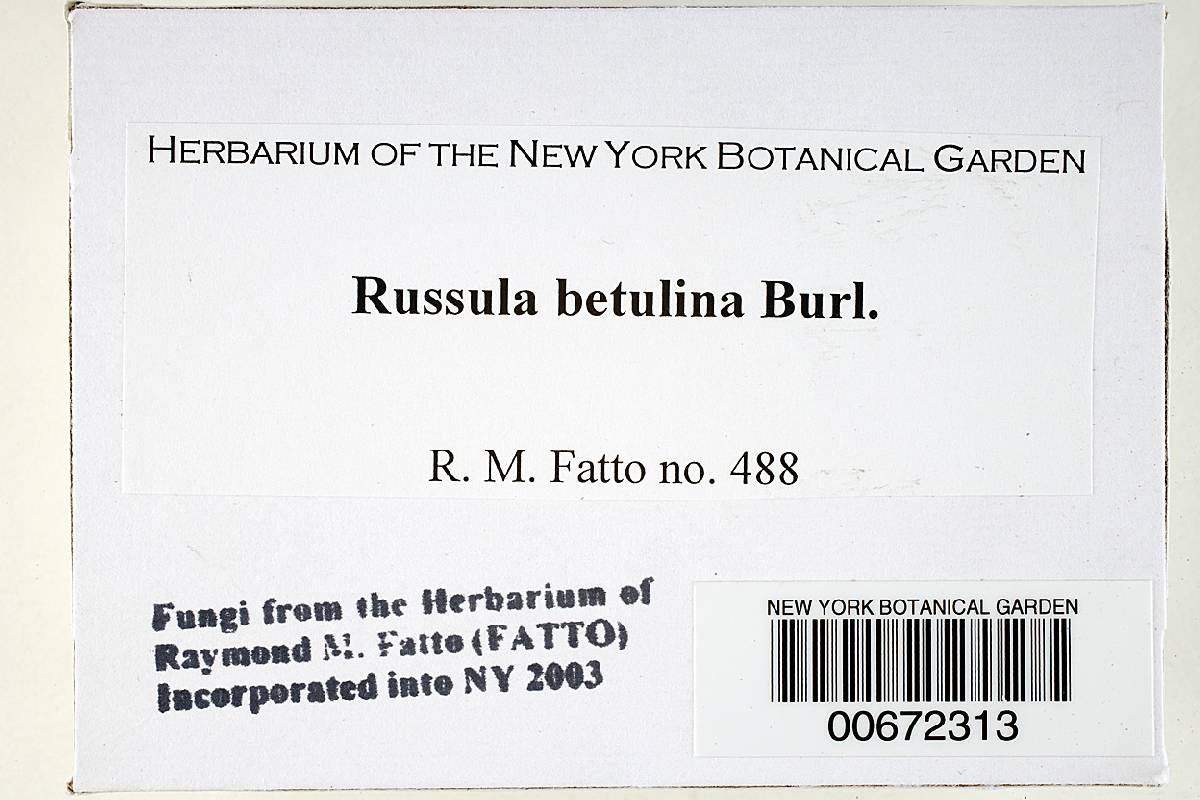 HERBARIUM OF THE NEW YORK BOTANICAL GARDEN
Russula betulina Burl.
R. M. Fatto no. 488
Fungi from the Herbarium of
Raymond M. Fatto (FATTO)
Incorporated into NY 2003
NEW YORK BOTANICAL GARDEN
00672313